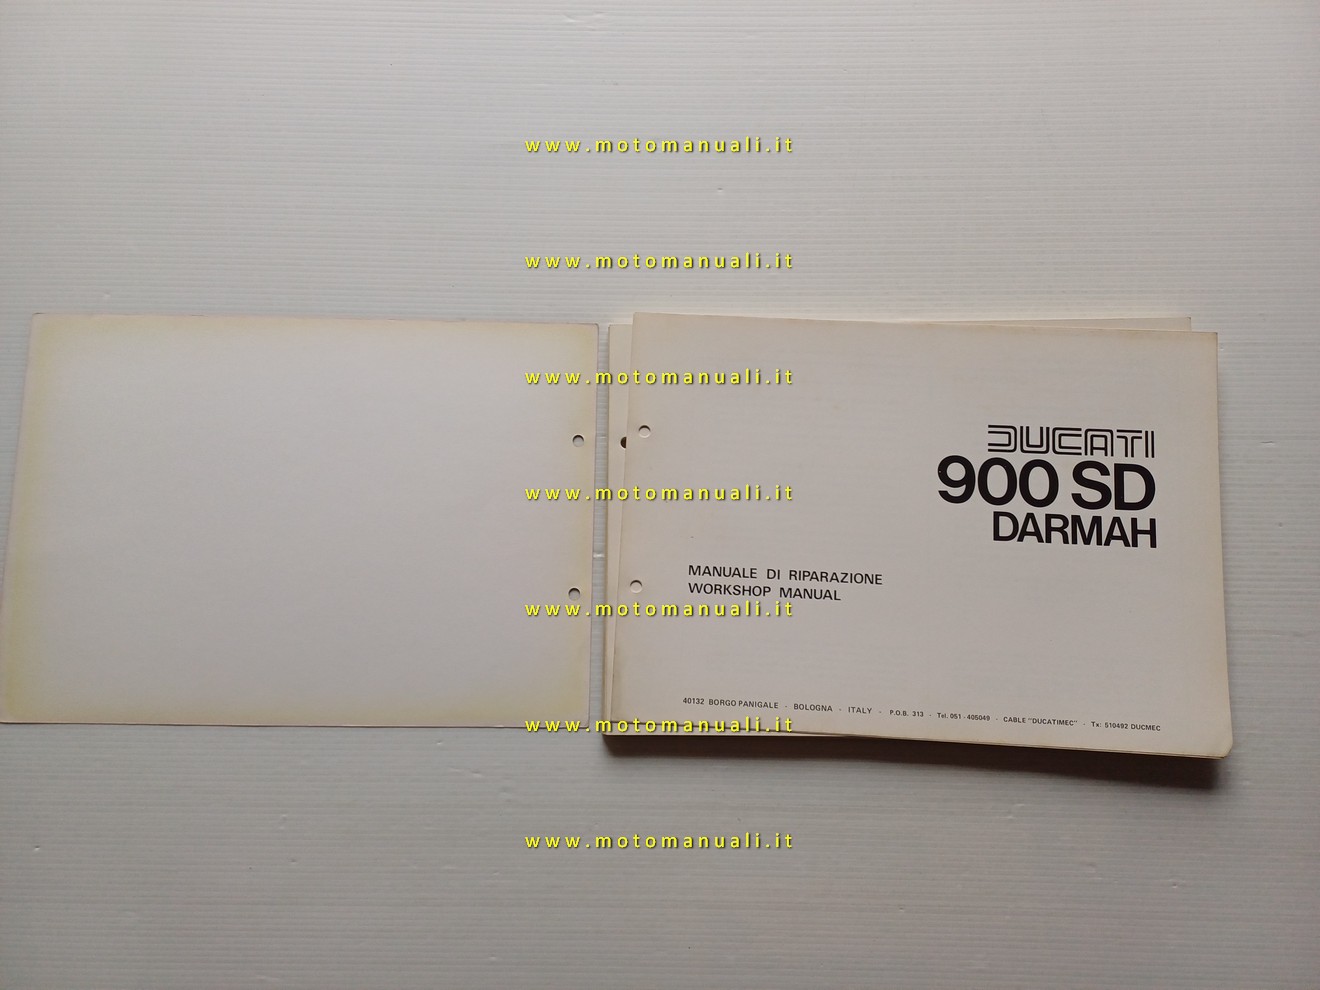 www.motomanuali.it
www.motomanuali.it
www.motomanuali.it
DUCATI
900 SD
www.motomanuali.it
DARMAH
MANUALE DI RIPARAZIONE
WORKSHOP MANUAL
www.motomanuali.it
40132 BORGO PANIGALE - BOLOGNA - ITALY - P.O.B. 313 - Tel. 051 - 405049 - CABLE "DUCATIMEC" - Tx: 510492 DUCMEC
www.motomanuali.it
www.motomanuali.it